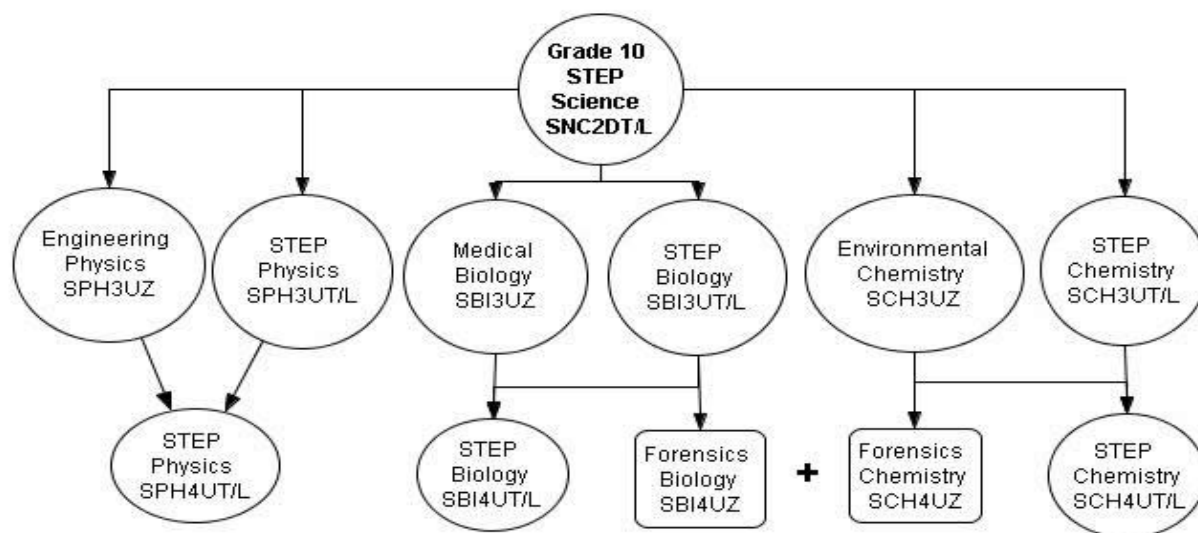 Grade 10
STEP
Science
SNC2DT/L
Engineering
Physics
SPH3UZ
STEP
Physics
SPH3UT/L
Medical
Biology
SBI3UZ
STEP
Biology
SBI3UT/L
Environmental
Chemistry
SCH3UZ
STEP
Chemistry
SCH3UT/L
STEP
Physics
SPH4UT/L
STEP
Biology
SBI4UT/L
Forensics
Biology
SBI4UZ
+
Forensics
Chemistry
SCH4UZ
STEP
Chemistry
SCH4UT/L